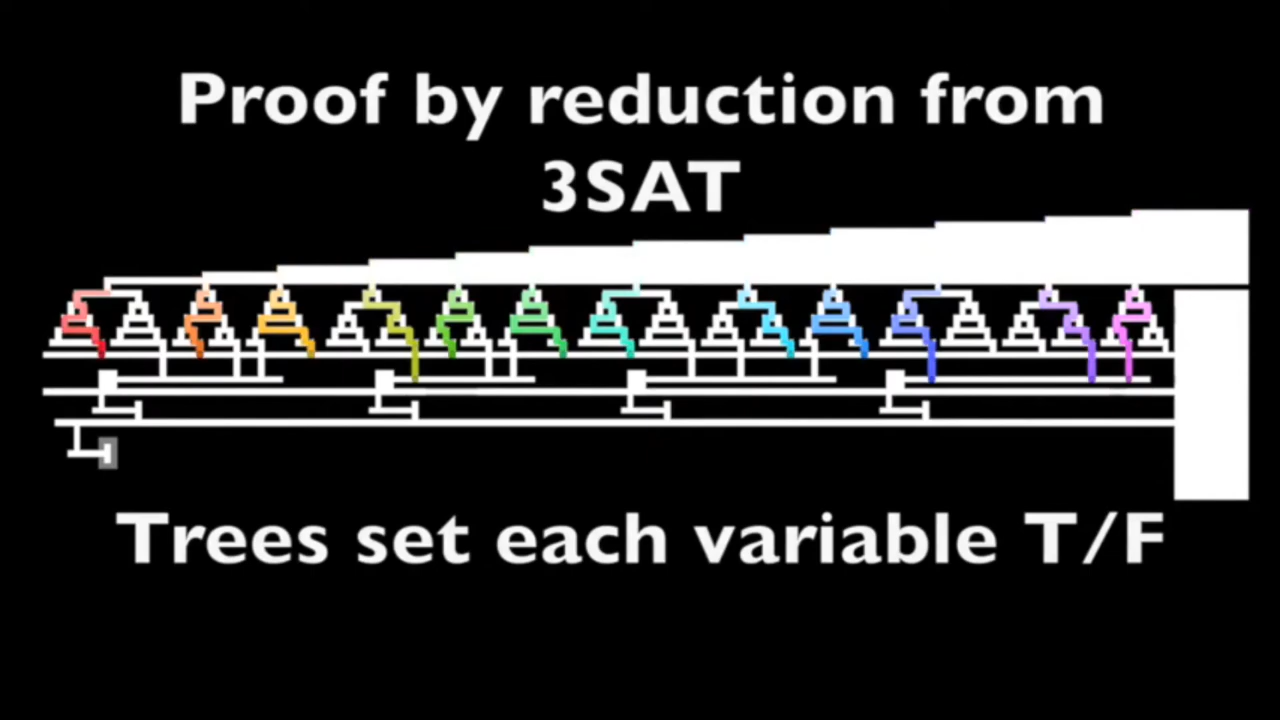 Proof by reduction from
3SAT
Trees set each variable T/F